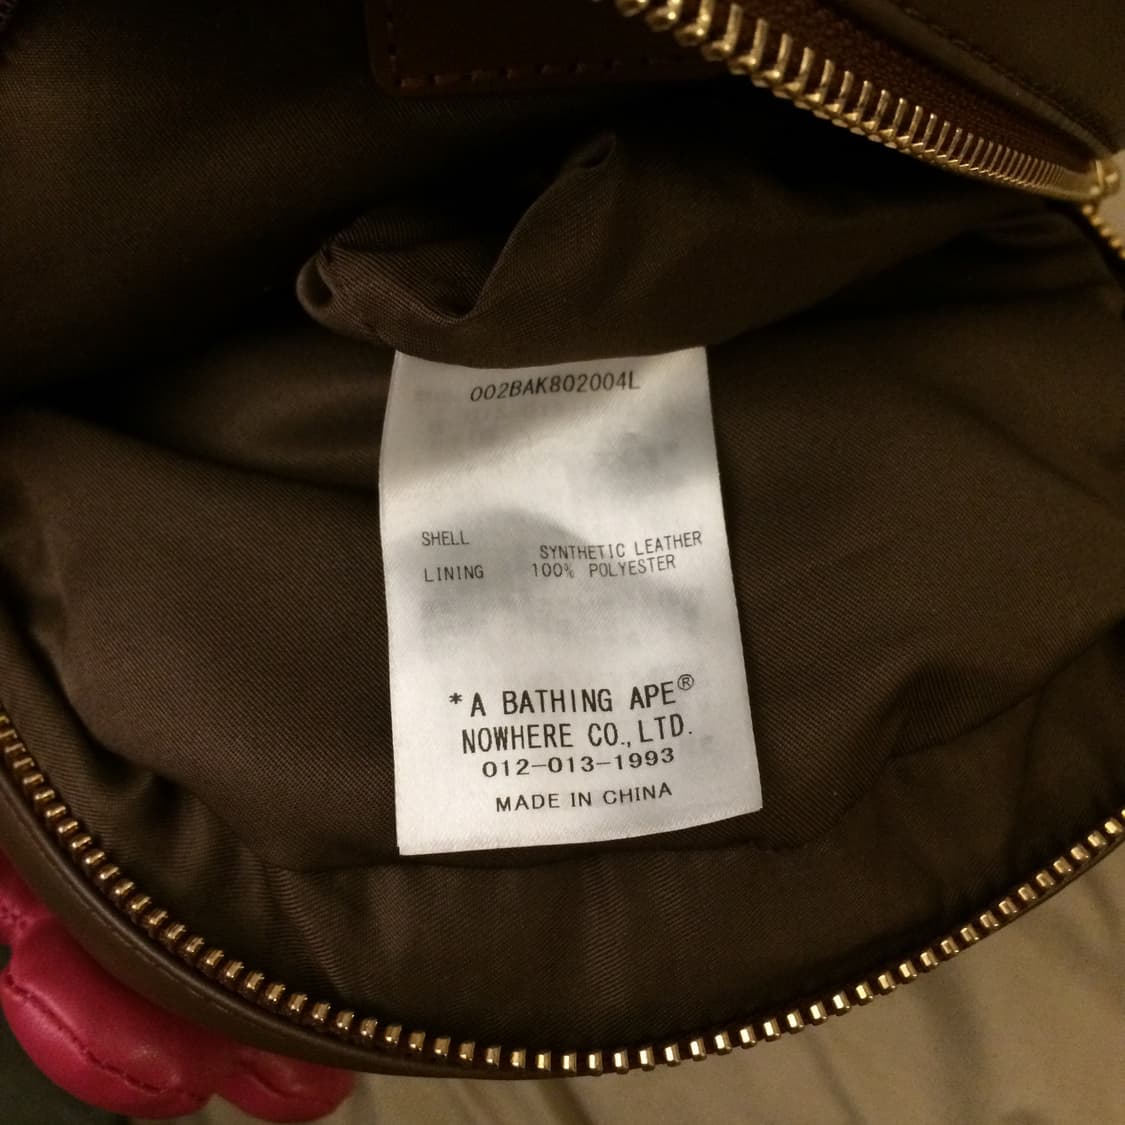 002BAK802004L
SHELL SYNTHETIC LEATHER
LINING 100% POLYESTER
*A BATHING APE®
NOWHERE CO.,LTD.
012-013-1993
MADE IN CHINA